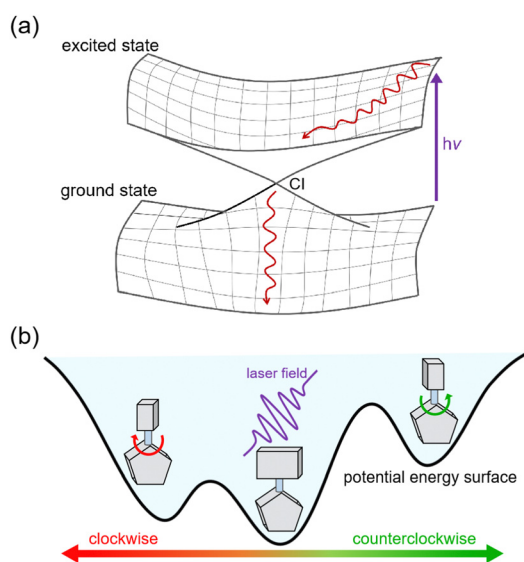 (a)
excited state
hν
CI
ground state
(b)
laser field
potential energy surface
clockwise
counterclockwise